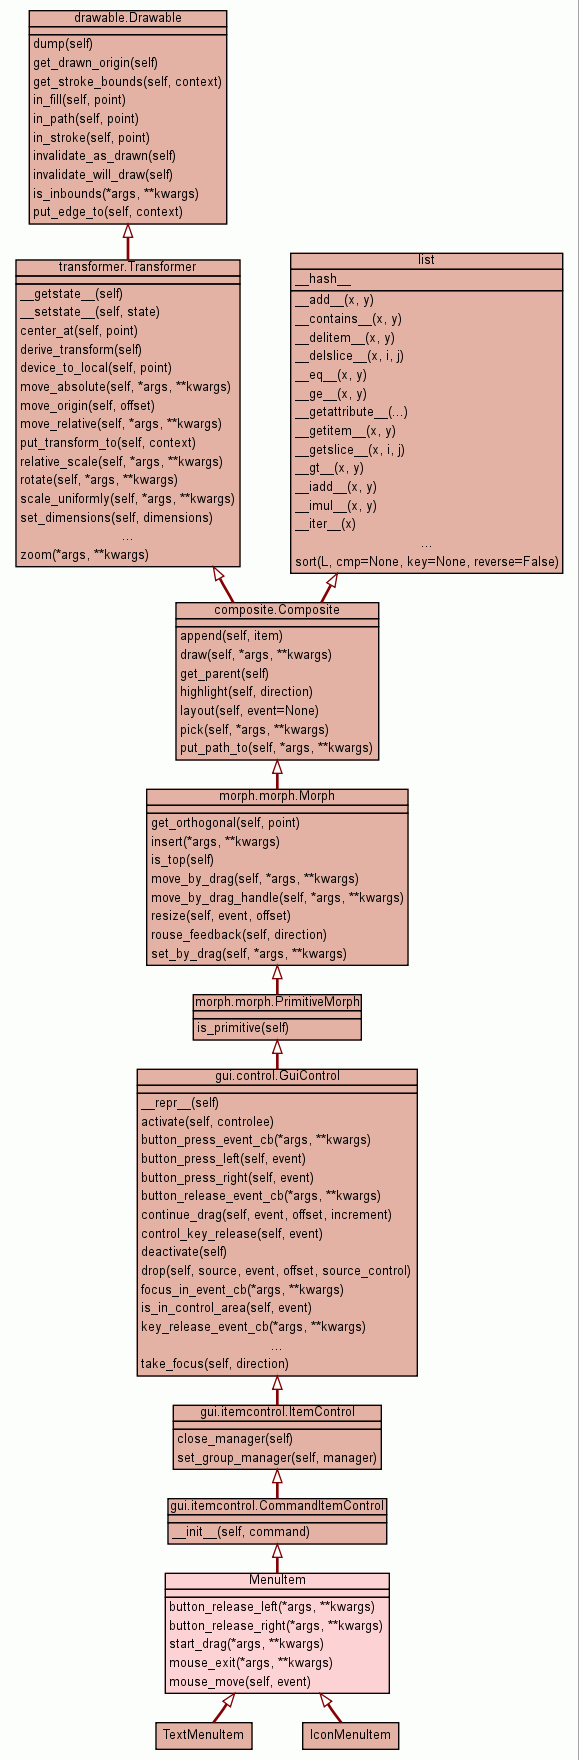 drawable.Drawable
dump(self)
get_drawn_origin(self)
get_stroke_bounds(self, context)
in_fill(self, point)
in_path(self, point)
in_stroke(self, point)
invalidate_as_drawn(self)
invalidate_will_draw(self)
is_inbounds(*args, **kwargs)
put_edge_to(self, context)
transformer.Transformer
__getstate__(self)
__setstate__(self, state)
center_at(self, point)
derive_transform(self)
device_to_local(self, point)
move_absolute(self, *args, **kwargs)
move_origin(self, offset)
move_relative(self, *args, **kwargs)
put_transform_to(self, context)
relative_scale(self, *args, **kwargs)
rotate(self, *args, **kwargs)
scale_uniformly(self, *args, **kwargs)
set_dimensions(self, dimensions)
...
zoom(*args, **kwargs)
list
__hash__
__add__(x, y)
__contains__(x, y)
__delitem__(x, y)
__delslice__(x, i, j)
__eq__(x, y)
__ge__(x, y)
__getattribute__(...)
__getitem__(x, y)
__getslice__(x, i, j)
__gt__(x, y)
__iadd__(x, y)
__imul__(x, y)
__iter__(x)
...
sort(L, cmp=None, key=None, reverse=False)
composite.Composite
append(self, item)
draw(self, *args, **kwargs)
get_parent(self)
highlight(self, direction)
layout(self, event=None)
pick(self, *args, **kwargs)
put_path_to(self, *args, **kwargs)
morph.morph.Morph
get_orthogonal(self, point)
insert(*args, **kwargs)
is_top(self)
move_by_drag(self, *args, **kwargs)
move_by_drag_handle(self, *args, **kwargs)
resize(self, event, offset)
rouse_feedback(self, direction)
set_by_drag(self, *args, **kwargs)
morph.morph.PrimitiveMorph
is_primitive(self)
gui.control.GuiControl
__repr__(self)
activate(self, controlee)
button_press_event_cb(*args, **kwargs)
button_press_left(self, event)
button_press_right(self, event)
button_release_event_cb(*args, **kwargs)
continue_drag(self, event, offset, increment)
control_key_release(self, event)
deactivate(self)
drop(self, source, event, offset, source_control)
focus_in_event_cb(*args, **kwargs)
is_in_control_area(self, event)
key_release_event_cb(*args, **kwargs)
...
take_focus(self, direction)
gui.itemcontrol.ItemControl
close_manager(self)
set_group_manager(self, manager)
gui.itemcontrol.CommandItemControl
__init__(self, command)
MenuItem
button_release_left(*args, **kwargs)
button_release_right(*args, **kwargs)
start_drag(*args, **kwargs)
mouse_exit(*args, **kwargs)
mouse_move(self, event)
TextMenuItem
IconMenuItem